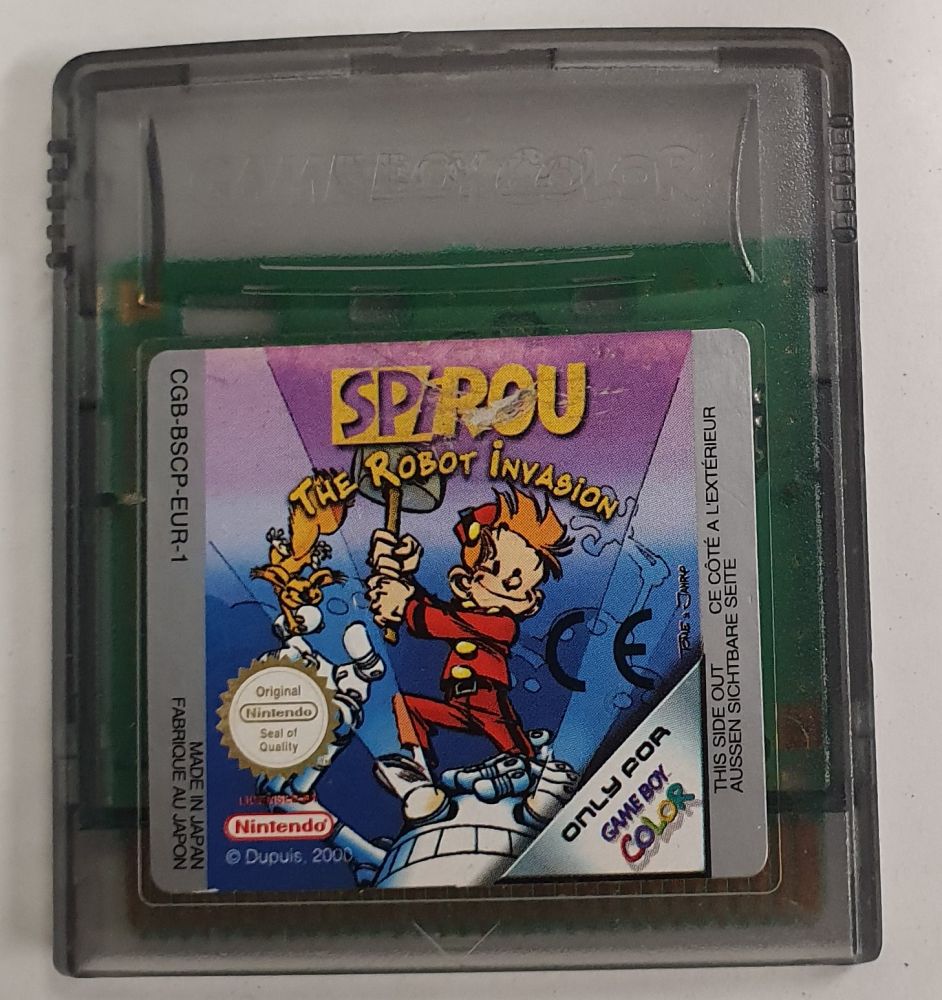 GAME BOY COLOR
SPIROU
THE ROBOT INVASION
CGB-BSCP-EUR-1
MADE IN JAPAN
FABRIQUE AU JAPON
Original
Nintendo
Seal of
Quality
LICENSED BY
Nintendo
© Dupuis, 2000
CE
TOME & JANRY
ONLY FOR
GAME BOY
COLOR
THIS SIDE OUT
CE CÔTÉ A L'EXTÉRIEUR
AUSSEN SICHTBARE SEITE